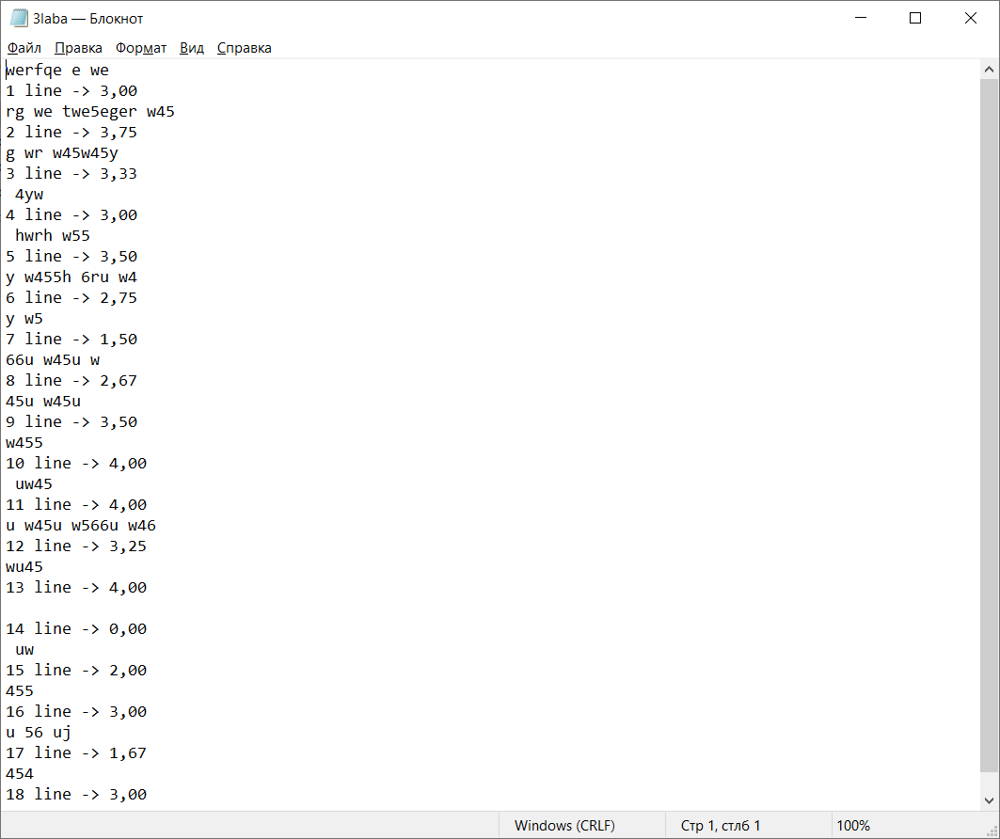 3laba — Блокнот
Файл Правка Формат Вид Справка
werfqe e we
1 line -> 3,00
rg we twe5eger w45
2 line -> 3,75
g wr w45w45y
3 line -> 3,33
4yw
4 line -> 3,00
hwrh w55
5 line -> 3,50
y w455h 6ru w4
6 line -> 2,75
y w5
7 line -> 1,50
66u w45u w
8 line -> 2,67
45u w45u
9 line -> 3,50
w455
10 line -> 4,00
uw45
11 line -> 4,00
u w45u w566u w46
12 line -> 3,25
wu45
13 line -> 4,00
14 line -> 0,00
uw
15 line -> 2,00
455
16 line -> 3,00
u 56 uj
17 line -> 1,67
454
18 line -> 3,00
Windows (CRLF) Стр 1, стлб 1 100%